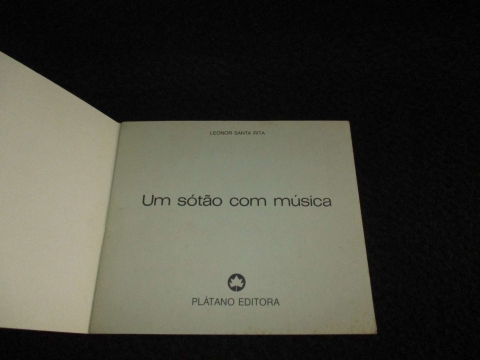 LEONOR SANTA RITA
Um sótão com música
PLÁTANO EDITORA